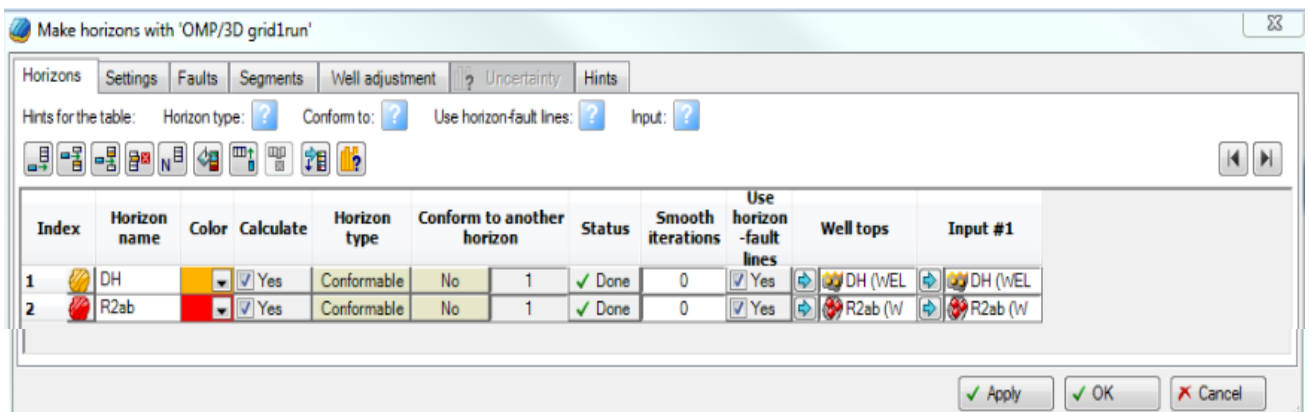 Make horizons with 'OMP/3D grid1run'
Horizons Settings Faults Segments Well adjustment ? Uncertainty Hints
Hints for the table: Horizon type: ? Conform to: ? Use horizon-fault lines: ? Input: ?
Index Horizon name Color Calculate Horizon type Conform to another horizon Status Smooth iterations Use horizon -fault lines Well tops Input #1
1 DH Yes Conformable No 1 Done 0 Yes DH (WEL DH (WEL
2 R2ab Yes Conformable No 1 Done 0 Yes R2ab (W R2ab (W
Apply OK Cancel